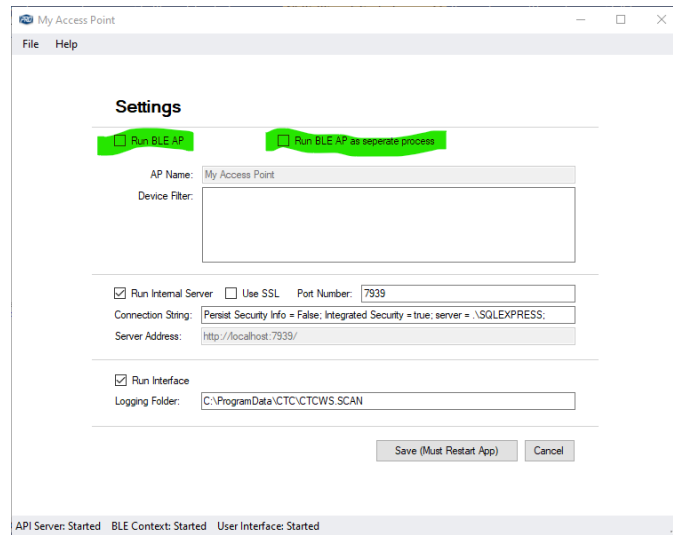 My Access Point
File Help
Settings
Run BLE AP Run BLE AP as seperate process
AP Name: My Access Point
Device Filter:
Run Internal Server Use SSL Port Number: 7939
Connection String: Persist Security Info = False; Integrated Security = true; server = .\SQLEXPRESS;
Server Address: http://localhost:7939/
Run Interface
Logging Folder: C:\ProgramData\CTC\CTCWS.SCAN
Save (Must Restart App) Cancel
API Server: Started BLE Context: Started User Interface: Started